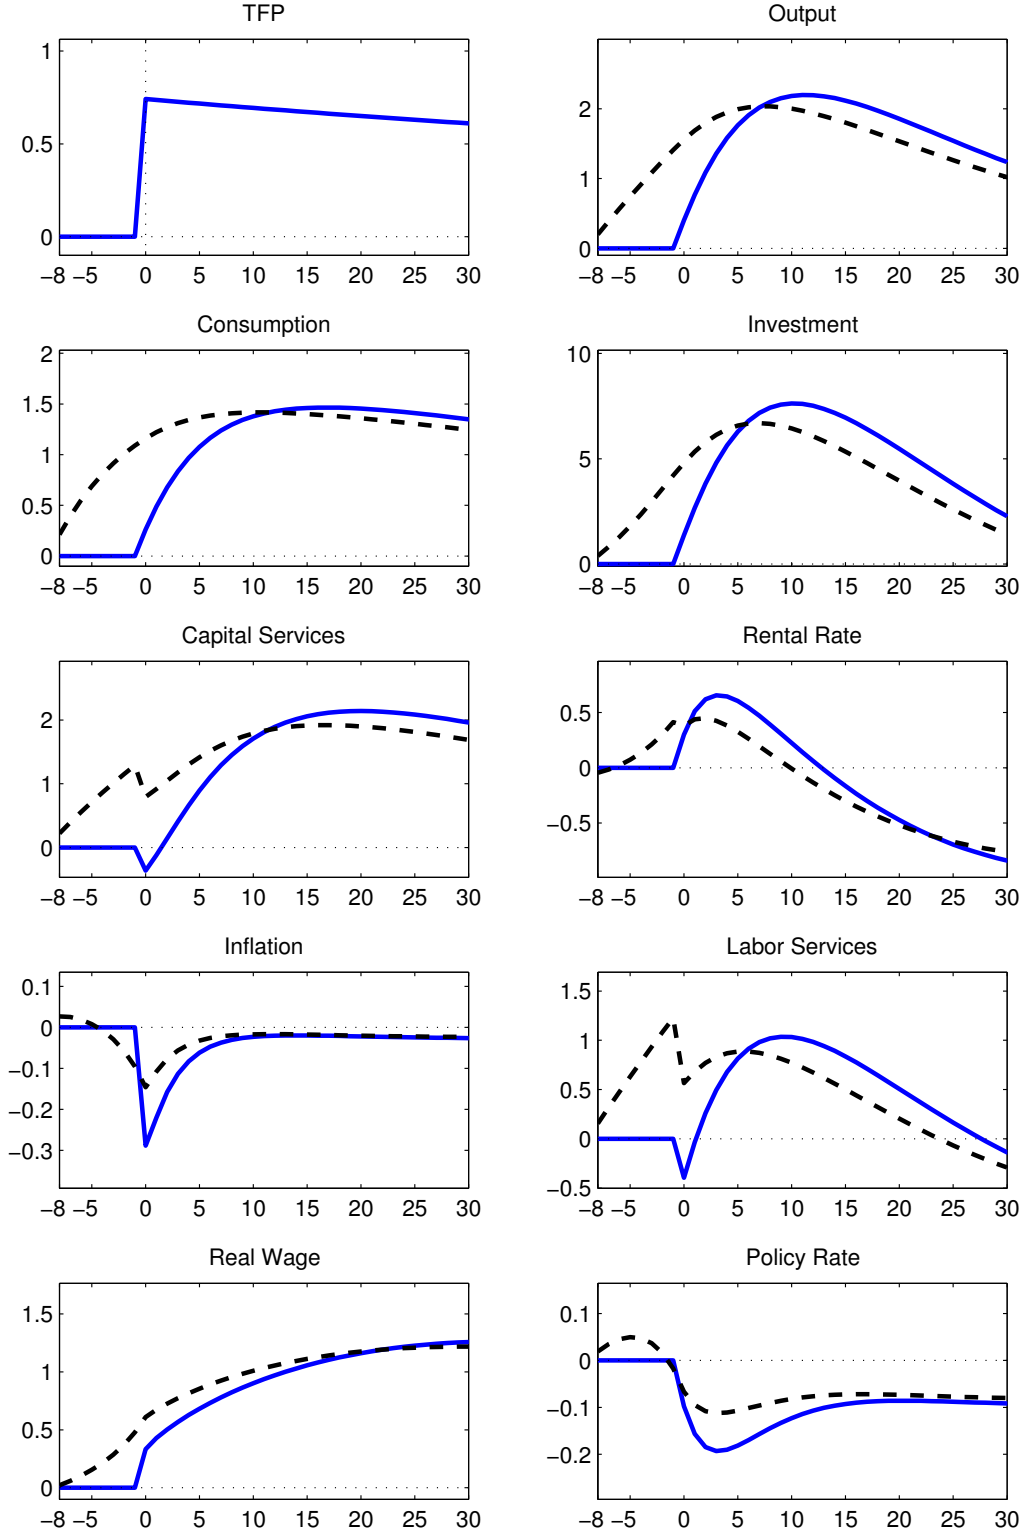 TFP
Output
1
0.5
0
−8 −5 0 5 10 15 20 25 30
2
1
0
−8 −5 0 5 10 15 20 25 30
Consumption
Investment
2
1.5
1
0.5
0
−8 −5 0 5 10 15 20 25 30
10
5
0
−8 −5 0 5 10 15 20 25 30
Capital Services
Rental Rate
2
1
0
−8 −5 0 5 10 15 20 25 30
0.5
0
−0.5
−8 −5 0 5 10 15 20 25 30
Inflation
Labor Services
0.1
0
−0.1
−0.2
−0.3
−8 −5 0 5 10 15 20 25 30
1.5
1
0.5
0
−0.5
−8 −5 0 5 10 15 20 25 30
Real Wage
Policy Rate
1.5
1
0.5
0
−8 −5 0 5 10 15 20 25 30
0.1
0
−0.1
−0.2
−8 −5 0 5 10 15 20 25 30